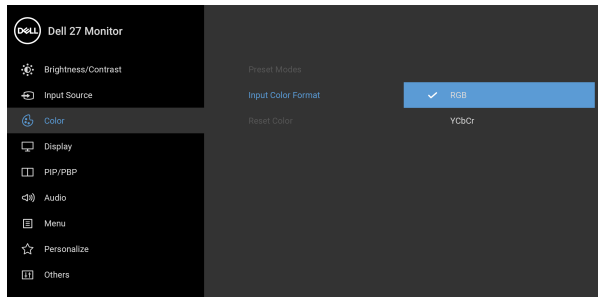 DELL
Dell 27 Monitor
Brightness/Contrast
Input Source
Color
Display
PIP/PBP
Audio
Menu
Personalize
Others
Preset Modes
Input Color Format
Reset Color
RGB
YCbCr